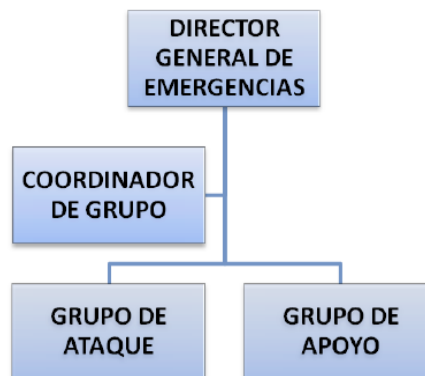 DIRECTOR
GENERAL DE
EMERGENCIAS
COORDINADOR
DE GRUPO
GRUPO DE
ATAQUE
GRUPO DE
APOYO